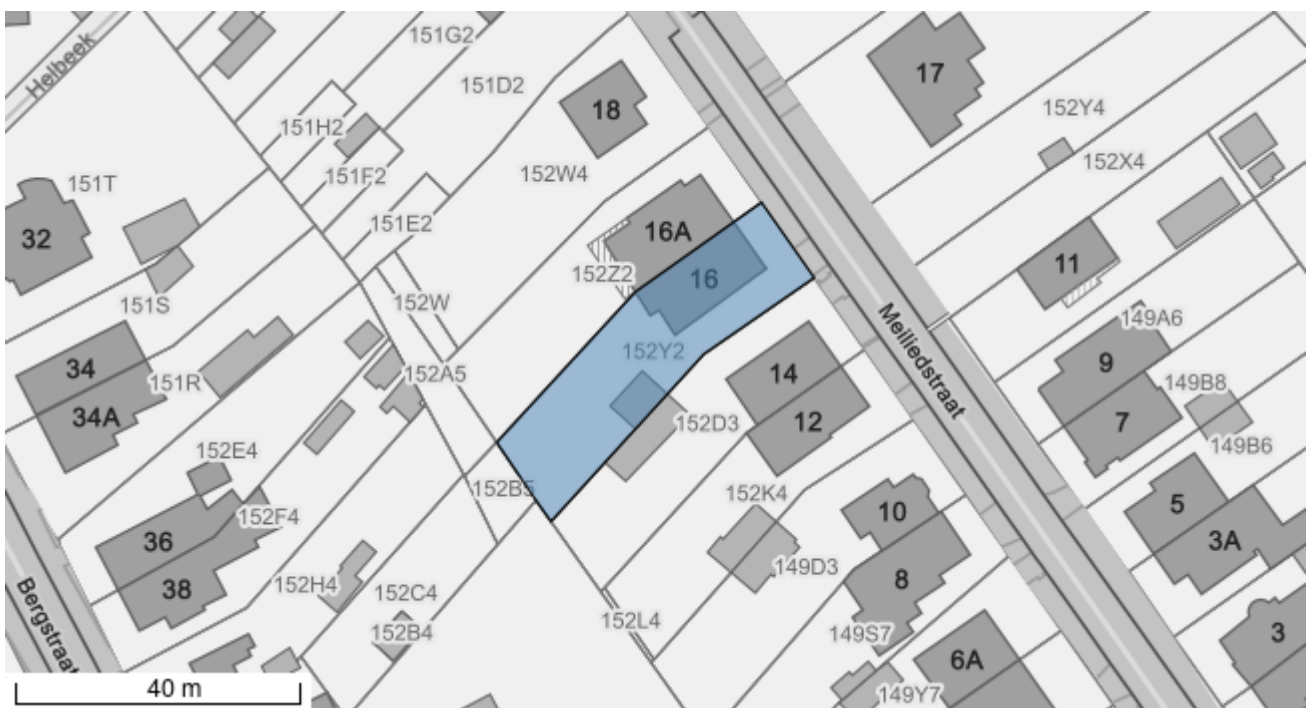 Helbeek
151G2
17
151D2
18
152Y4
151H2
152X4
151F2
152W4
151T
151E2
32
16A
11
152Z2
16
151S
152W
149A6
Meiliedstraat
152Y2
9
34
14
152A5
151R
149B8
34A
152D3
12
7
149B6
152E4
152B5
152K4
5
10
152F4
36
3A
149D3
8
152H4
38
152C4
Bergstraat
152L4
152B4
149S7
3
6A
40 m
149Y7